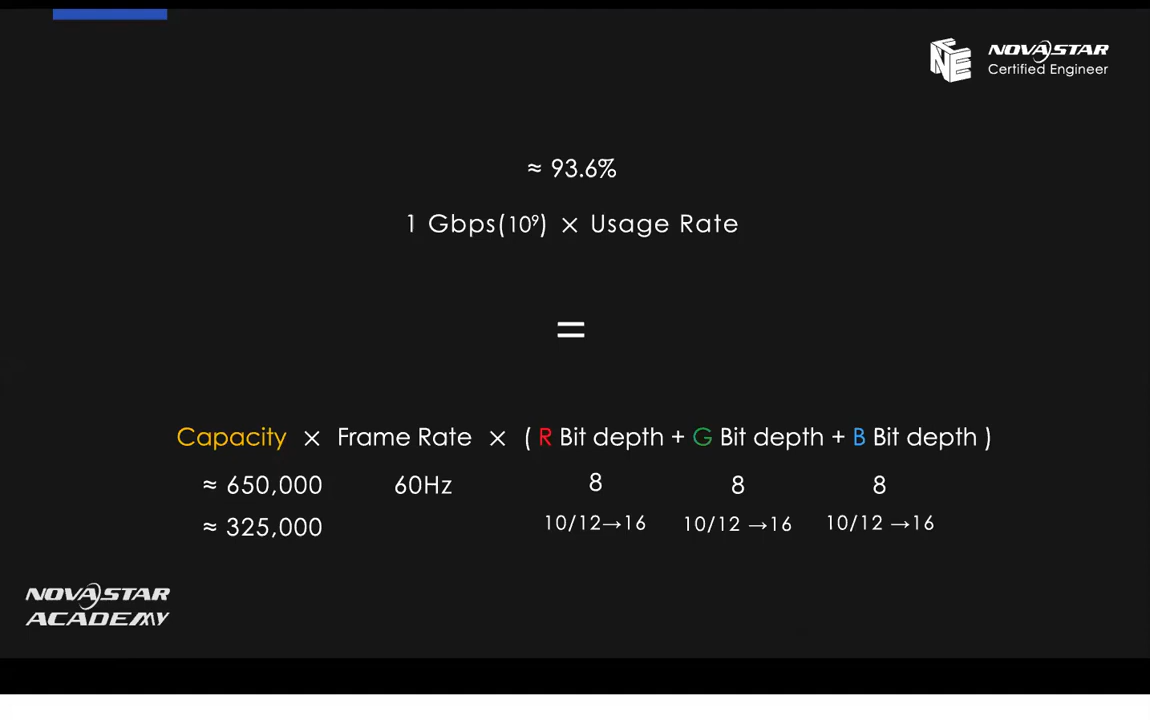 NE
NOVASTAR
Certified Engineer
≈ 93.6%
1 Gbps(10⁹) × Usage Rate
=
Capacity × Frame Rate × ( R Bit depth + G Bit depth + B Bit depth )
≈ 650,000 60Hz 8 8 8
≈ 325,000 10/12→16 10/12 →16 10/12 →16
NOVASTAR
ACADEMY